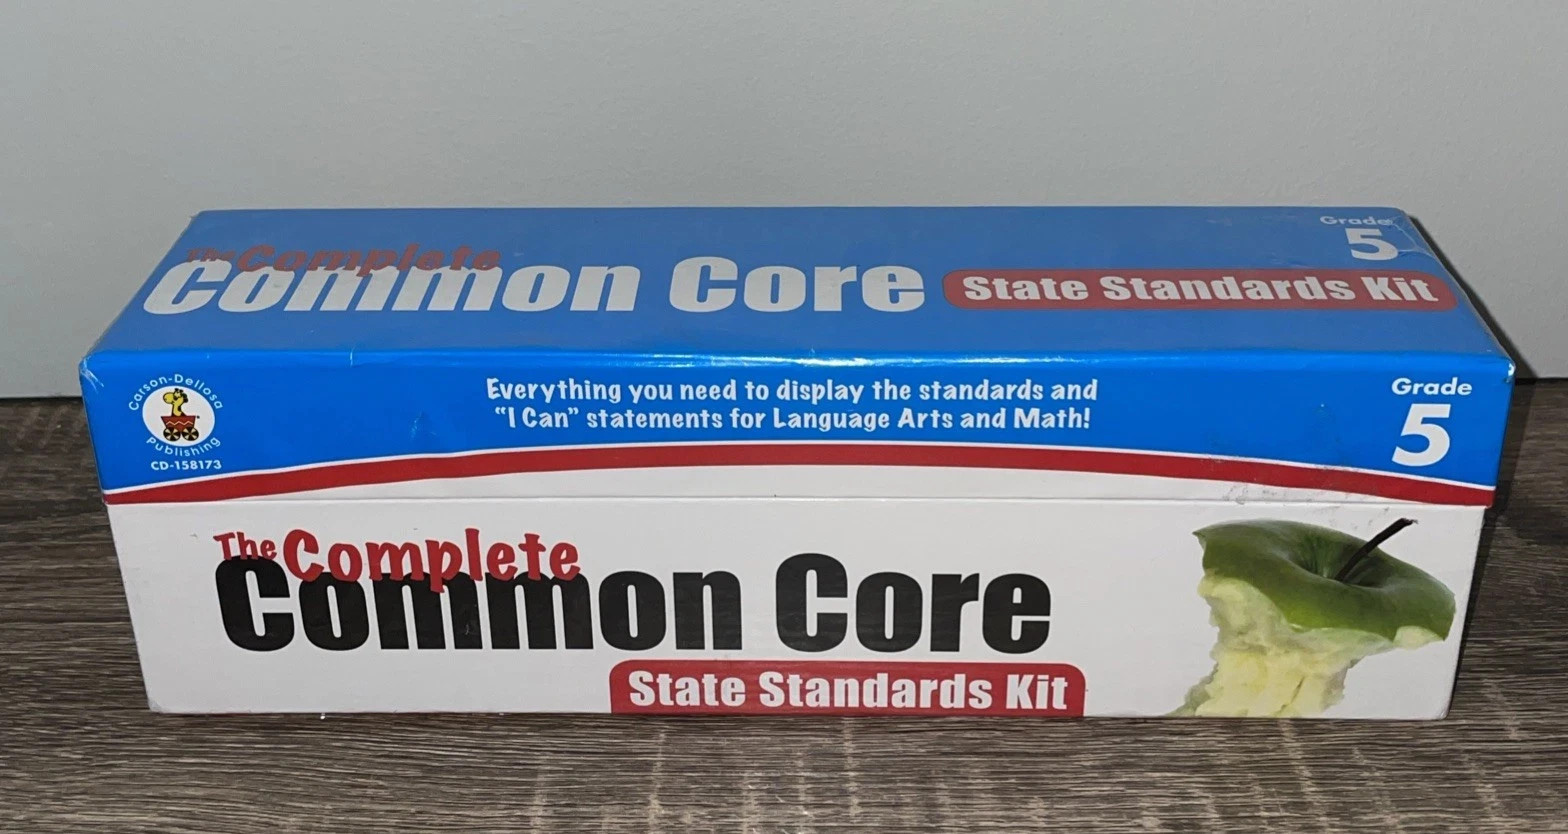 Grade
5
The Complete
Common Core State Standards Kit
Carson-Dellosa
Publishing
CD-158173
Everything you need to display the standards and
"I Can" statements for Language Arts and Math!
Grade
5
The Complete
Common Core
State Standards Kit